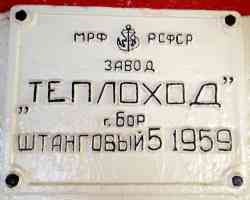 МРФ РСФСР
ЗАВОД
„ТЕПЛОХОД"
г. БОР
ШТАНГОВЫЙ 5 1959